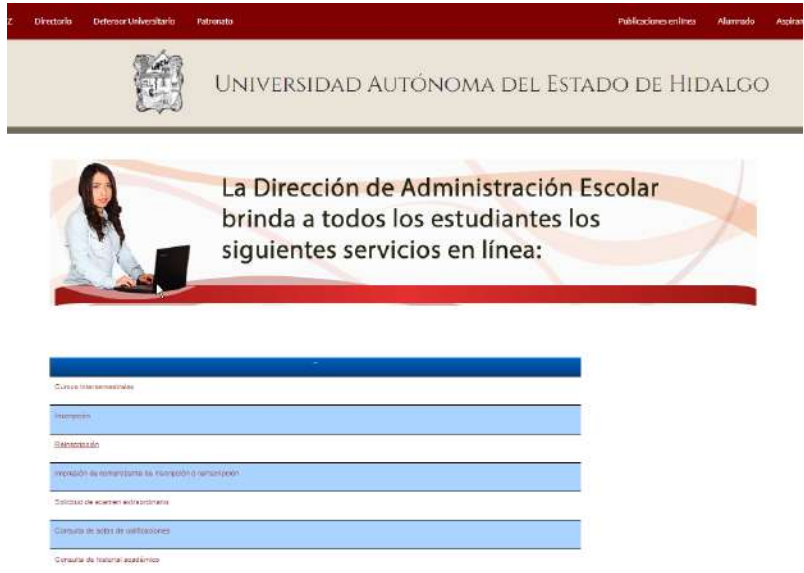 Z Directorio Defensor Universitario Patronato Publicaciones en línea Alumnado Aspiran
UNIVERSIDAD AUTÓNOMA DEL ESTADO DE HIDALGO
La Dirección de Administración Escolar
brinda a todos los estudiantes los
siguientes servicios en línea:
Cursos Intersemestrales
Inscripción
Reinscripción
Impresión de comprobante de inscripción o reinscripción
Solicitud de examen extraordinario
Consulta de actas de calificaciones
Consulta de historial académico